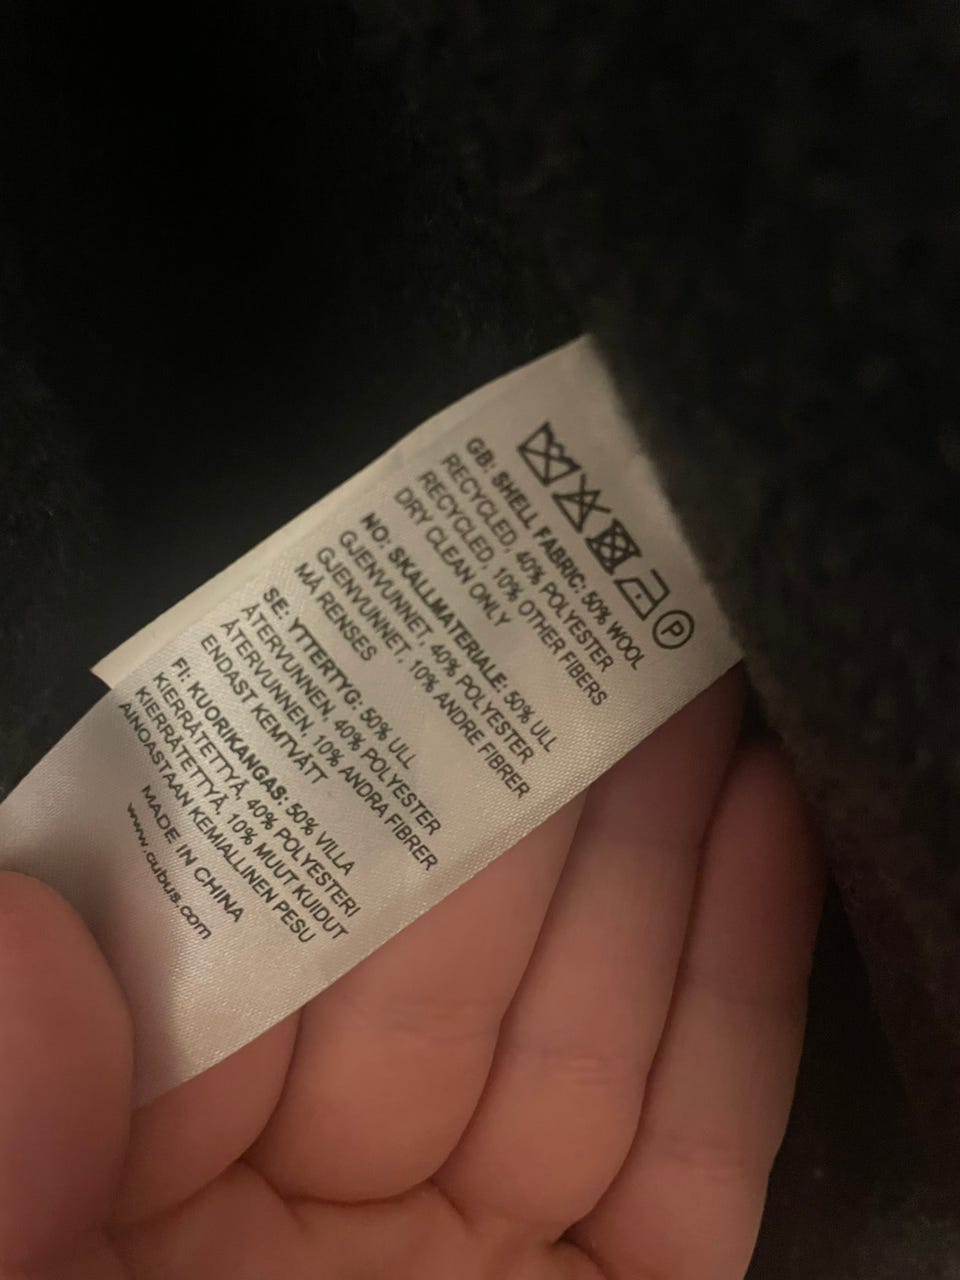 P
GB: SHELL FABRIC: 50% WOOL
RECYCLED, 40% POLYESTER
RECYCLED, 10% OTHER FIBERS
DRY CLEAN ONLY
NO: SKALLMATERIALE: 50% ULL
GJENVUNNET, 40% POLYESTER
GJENVUNNET, 10% ANDRE FIBRER
MÅ RENSES
SE: YTTERTYG: 50% ULL
ÅTERVUNNEN, 40% POLYESTER
ÅTERVUNNEN, 10% ANDRA FIBRER
ENDAST KEMTVÄTT
FI: KUORIKANGAS: 50% VILLA
KIERRÄTETTYÄ, 40% POLYESTERI
KIERRÄTETTYÄ, 10% MUUT KUIDUT
AINOASTAAN KEMIALLINEN PESU
MADE IN CHINA
www.cubus.com